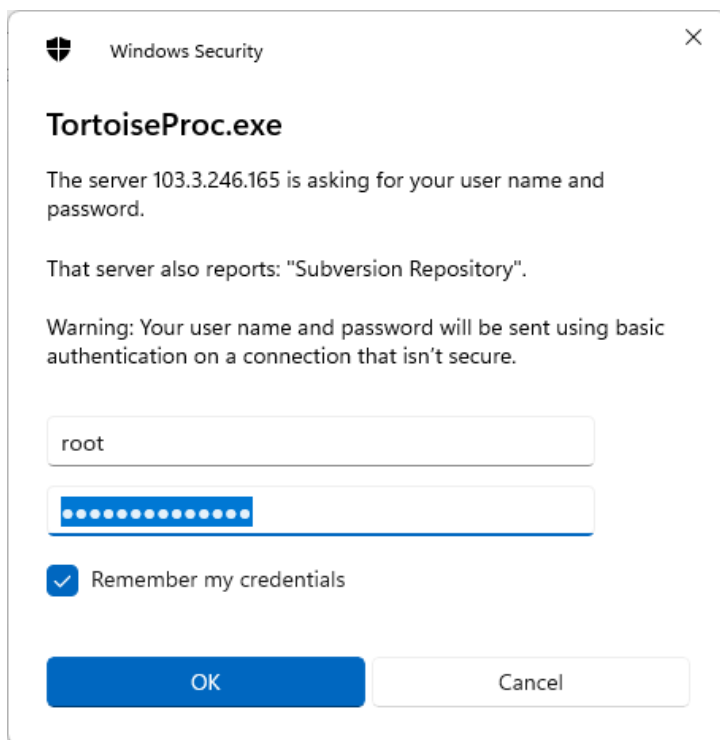 Windows Security
TortoiseProc.exe
The server 103.3.246.165 is asking for your user name and
password.
That server also reports: "Subversion Repository".
Warning: Your user name and password will be sent using basic
authentication on a connection that isn’t secure.
root
••••••••••••••
Remember my credentials
OK
Cancel